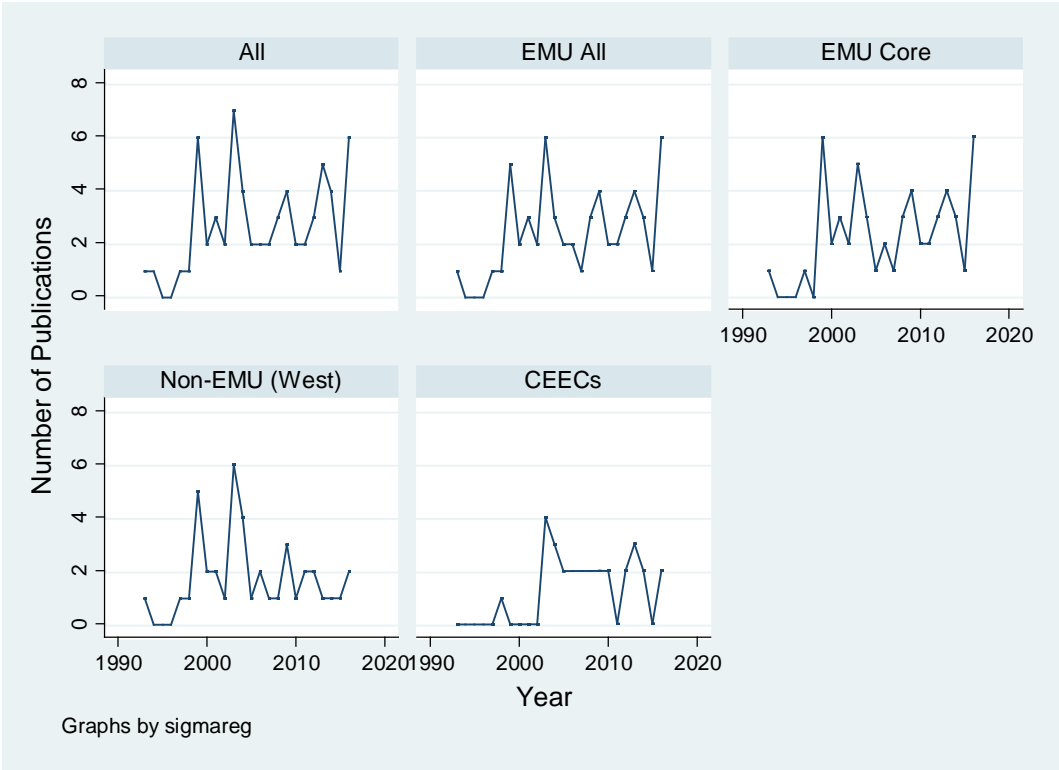 All
EMU All
EMU Core
8
6
4
2
0
1990 2000 2010 2020
Number of Publications
Non-EMU (West)
CEECs
8
6
4
2
0
1990 2000 2010 2020
1990 2000 2010 2020
Year
Graphs by sigmareg